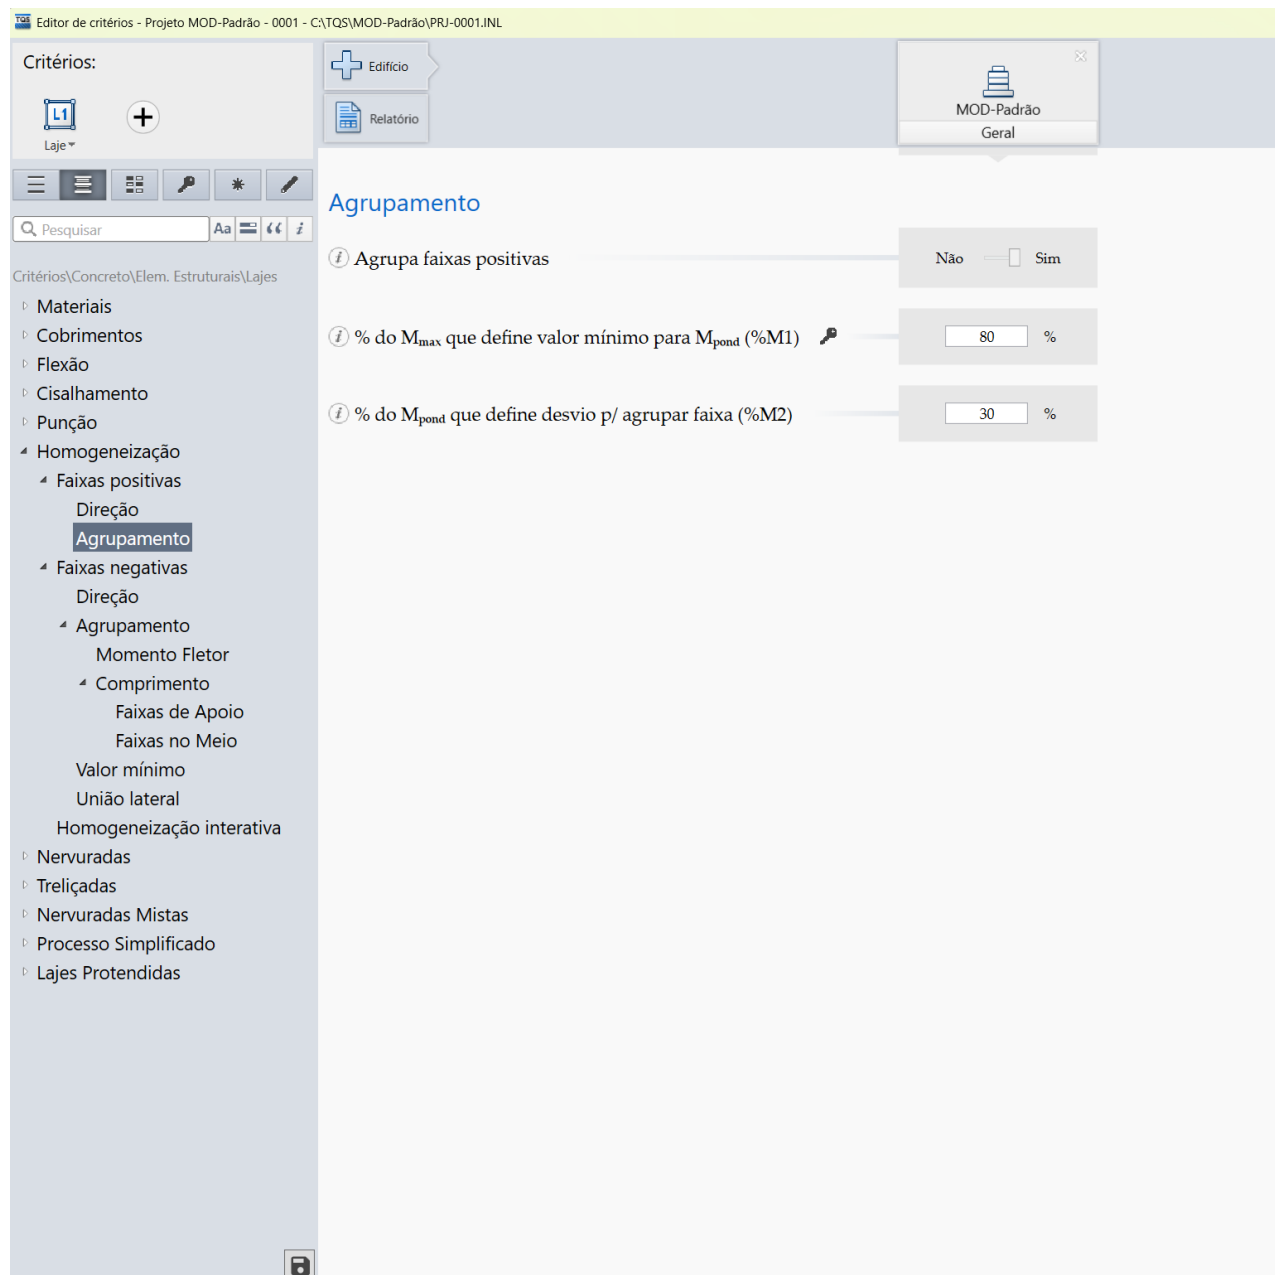 Editor de critérios - Projeto MOD-Padrão - 0001 - C:\TQS\MOD-Padrão\PRJ-0001.INL
Critérios:
L1
Laje
Edifício
Relatório
MOD-Padrão
Geral
Pesquisar
Aa
Critérios\Concreto\Elem. Estruturais\Lajes
Materiais
Cobrimentos
Flexão
Cisalhamento
Punção
Homogeneização
Faixas positivas
Direção
Agrupamento
Faixas negativas
Direção
Agrupamento
Momento Fletor
Comprimento
Faixas de Apoio
Faixas no Meio
Valor mínimo
União lateral
Homogeneização interativa
Nervuradas
Treliçadas
Nervuradas Mistas
Processo Simplificado
Lajes Protendidas
Agrupamento
Agrupa faixas positivas Não Sim
% do Mmax que define valor mínimo para Mpond (%M1) 80 %
% do Mpond que define desvio p/ agrupar faixa (%M2) 30 %